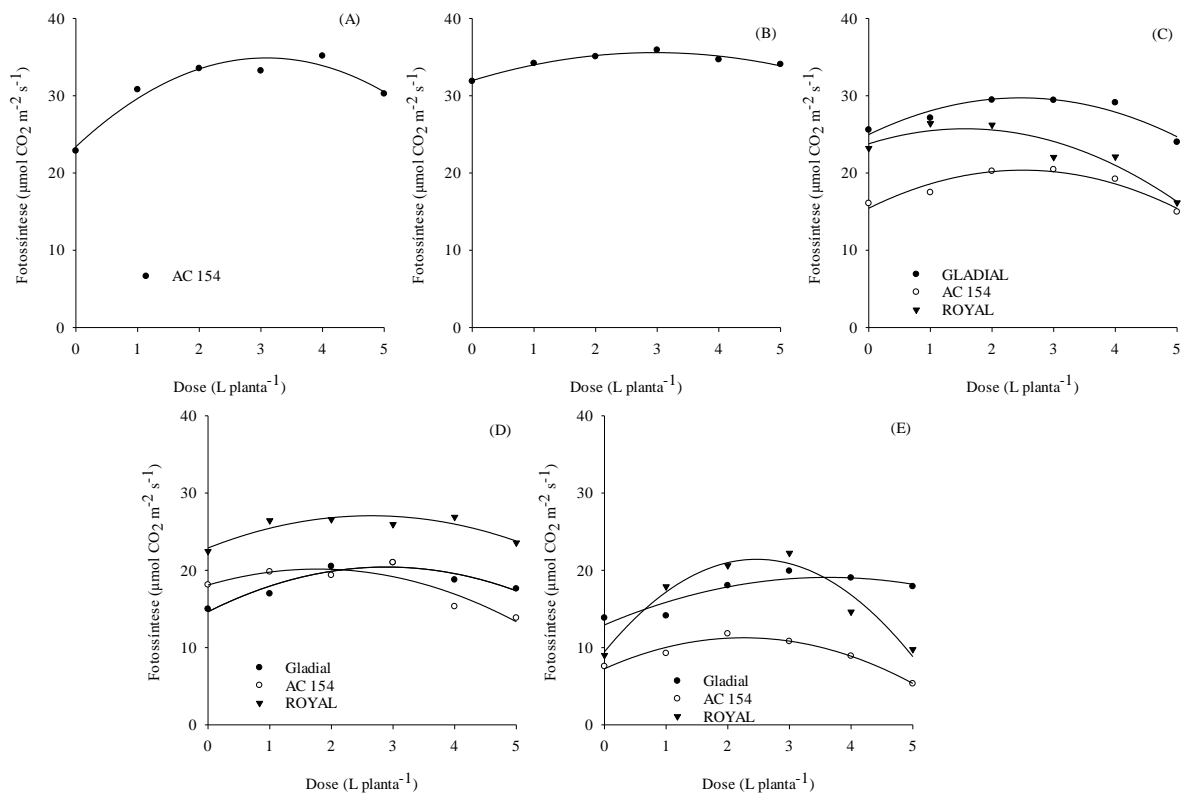 (A)
Fotossíntese (µmol CO2 m-2 s-1)
40
30
20
10
0
AC 154
0 1 2 3 4 5
Dose (L planta-1)
(B)
Fotossíntese (µmol CO2 m-2 s-1)
40
30
20
10
0
0 1 2 3 4 5
Dose (L planta-1)
(C)
Fotossíntese (µmol CO2 m-2 s-1)
40
30
20
10
0
GLADIAL
AC 154
ROYAL
0 1 2 3 4 5
Dose (L planta-1)
(D)
Fotossíntese (µmol CO2 m-2 s-1)
40
30
20
10
0
Gladial
AC 154
ROYAL
0 1 2 3 4 5
Dose (L planta-1)
(E)
Fotossíntese (µmol CO2 m-2 s-1)
40
30
20
10
0
Gladial
AC 154
ROYAL
0 1 2 3 4 5
Dose (L planta-1)